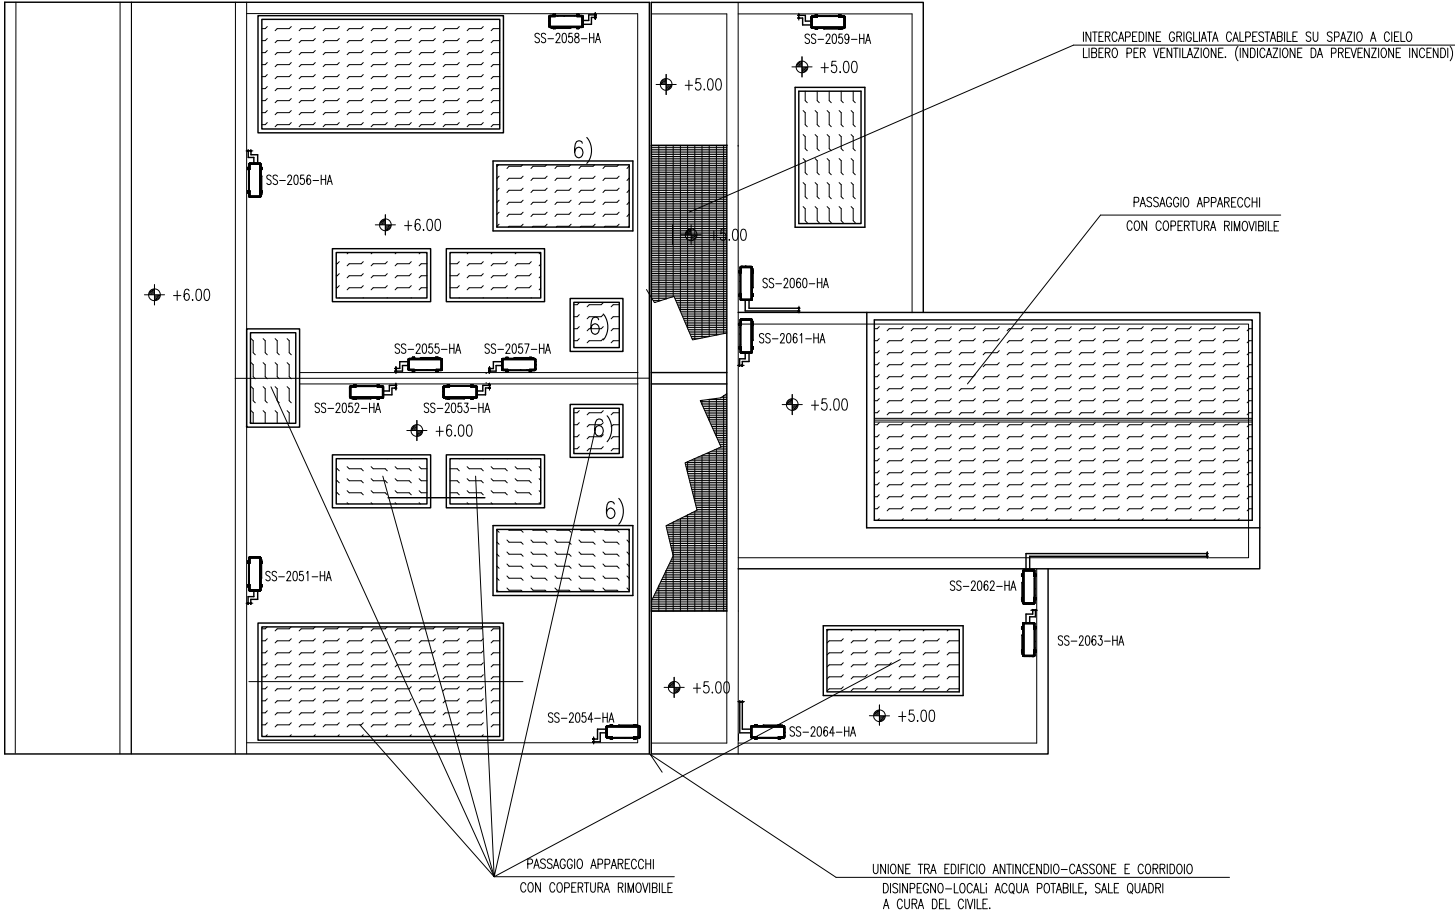 SS-2058-HA
SS-2059-HA
INTERCAPEDINE GRIGLIATA CALPESTABILE SU SPAZIO A CIELO
LIBERO PER VENTILAZIONE. (INDICAZIONE DA PREVENZIONE INCENDI)
+5.00
+5.00
6)
SS-2056-HA
PASSAGGIO APPARECCHI
CON COPERTURA RIMOVIBILE
+6.00
+5.00
SS-2060-HA
+6.00
6)
SS-2061-HA
SS-2055-HA
SS-2057-HA
SS-2052-HA
SS-2053-HA
+5.00
+6.00
6)
6)
SS-2051-HA
SS-2062-HA
SS-2063-HA
+5.00
SS-2054-HA
+5.00
SS-2064-HA
PASSAGGIO APPARECCHI
CON COPERTURA RIMOVIBILE
UNIONE TRA EDIFICIO ANTINCENDIO-CASSONE E CORRIDOIO
DISINPEGNO-LOCALi ACQUA POTABILE, SALE QUADRI
A CURA DEL CIVILE.